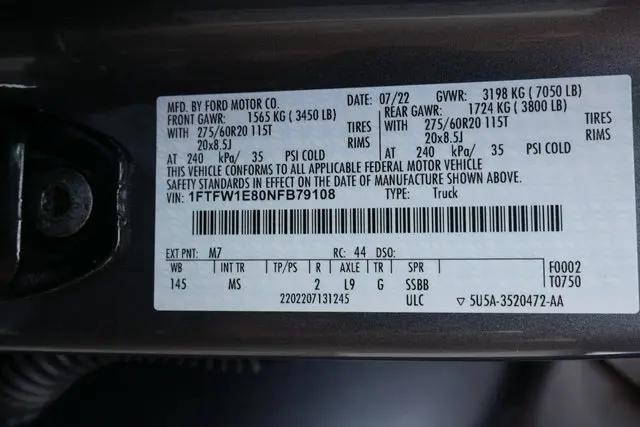 MFD. BY FORD MOTOR CO. DATE: 07/22 GVWR: 3198 KG ( 7050 LB)
FRONT GAWR: 1565 KG ( 3450 LB) REAR GAWR: 1724 KG ( 3800 LB)
WITH 275/60R20 115T TIRES WITH 275/60R20 115T TIRES
20x8.5J RIMS 20x8.5J RIMS
AT 240 kPa/ 35 PSI COLD AT 240 kPa/ 35 PSI COLD
THIS VEHICLE CONFORMS TO ALL APPLICABLE FEDERAL MOTOR VEHICLE
SAFETY STANDARDS IN EFFECT ON THE DATE OF MANUFACTURE SHOWN ABOVE.
VIN: 1FTFW1E80NFB79108 TYPE: Truck
EXT PNT: M7 RC: 44 DSO:
WB INT TR TP/PS R AXLE TR SPR F0002
145 MS 2 L9 G SSBB T0750
2202207131245 ULC ▽ 5U5A-3520472-AA